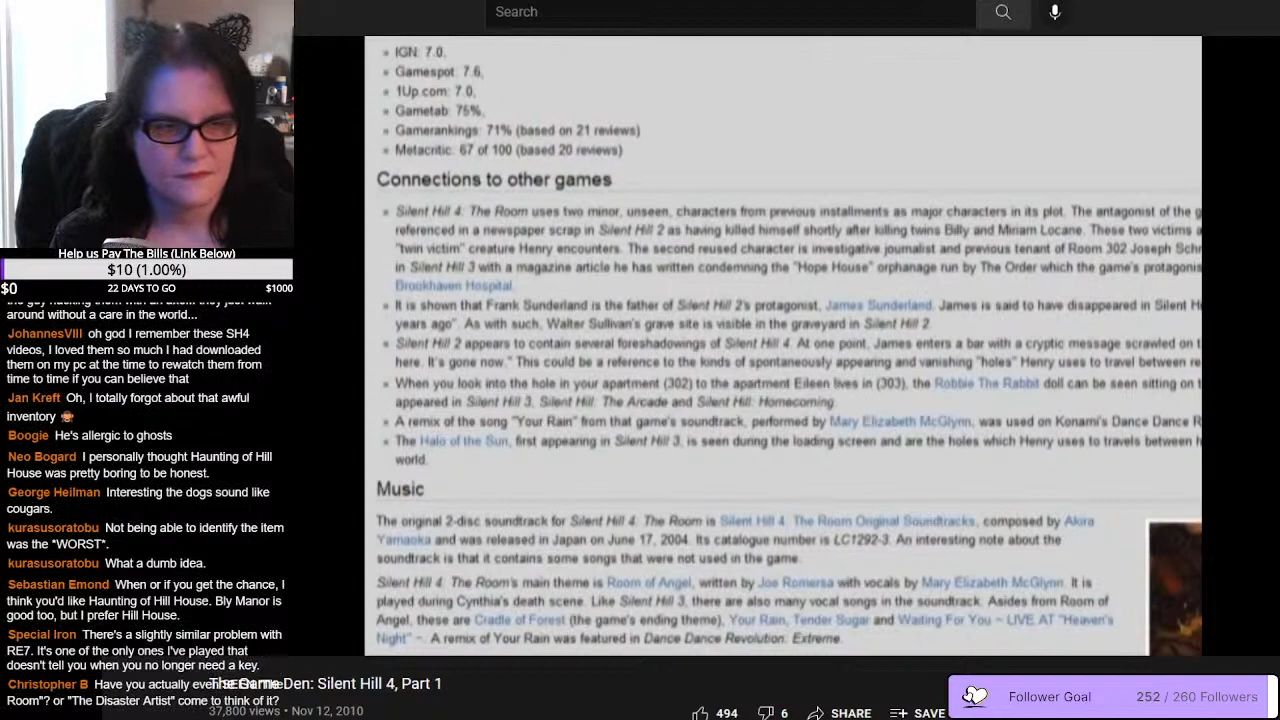 Search
» IGN: 7.0,
» Gamespot: 7.6,
» 1Up.com: 7.0,
» Gametab: 75%,
» Gamerankings: 71% (based on 21 reviews)
» Metacritic: 67 of 100 (based 20 reviews)
Connections to other games
» Silent Hill 4: The Room uses two minor, unseen, characters from previous installments as major characters in its plot. The antagonist of the g
referenced in a newspaper scrap in Silent Hill 2 as having killed himself shortly after killing twins Billy and Miriam Locane. These two victims a
"twin victim" creature Henry encounters. The second reused character is investigative journalist and previous tenant of Room 302 Joseph Schr
in Silent Hill 3 with a magazine article he has written condemning the "Hope House" orphanage run by The Order which the game's protagonis
Brookhaven Hospital.
» It is shown that Frank Sunderland is the father of Silent Hill 2's protagonist, James Sunderland. James is said to have disappeared in Silent H
years ago". As with such, Walter Sullivan's grave site is visible in the graveyard in Silent Hill 2.
» Silent Hill 2 appears to contain several foreshadowings of Silent Hill 4. At one point, James enters a bar with a cryptic message scrawled on t
here. It's gone now." This could be a reference to the kinds of spontaneously appearing and vanishing "holes" Henry uses to travel between re
» When you look into the hole in your apartment (302) to the apartment Eileen lives in (303), the Robbie The Rabbit doll can be seen sitting on t
appeared in Silent Hill 3, Silent Hill: The Arcade and Silent Hill: Homecoming.
» A remix of the song "Your Rain" from that game's soundtrack, performed by Mary Elizabeth McGlynn, was used on Konami's Dance Dance R
» The Halo of the Sun, first appearing in Silent Hill 3, is seen during the loading screen and are the holes which Henry uses to travels between h
world.
Music
The original 2-disc soundtrack for Silent Hill 4: The Room is Silent Hill 4: The Room Original Soundtracks, composed by Akira
Yamaoka and was released in Japan on June 17, 2004. Its catalogue number is LC1292-3. An interesting note about the
soundtrack is that it contains some songs that were not used in the game.
Silent Hill 4: The Room's main theme is Room of Angel, written by Joe Romersa with vocals by Mary Elizabeth McGlynn. It is
played during Cynthia's death scene. Like Silent Hill 3, there are also many vocal songs in the soundtrack. Asides from Room of
Angel, these are Cradle of Forest (the game's ending theme), Your Rain, Tender Sugar and Waiting For You ~ LIVE AT "Heaven's
Night" ~. A remix of Your Rain was featured in Dance Dance Revolution: Extreme.
Help us Pay The Bills (Link Below)
$10 (1.00%)
$0 22 DAYS TO GO $1000
around without a care in the world...
JohannesVIII oh god I remember these SH4
videos, I loved them so much I had downloaded
them on my pc at the time to rewatch them from
time to time if you can believe that
Jan Kreft Oh, I totally forgot about that awful
inventory
Boogie He's allergic to ghosts
Neo Bogard I personally thought Haunting of Hill
House was pretty boring to be honest.
George Heilman Interesting the dogs sound like
cougars.
kurasusoratobu Not being able to identify the item
was the *WORST*.
kurasusoratobu What a dumb idea.
Sebastian Emond When or if you get the chance, I
think you'd like Haunting of Hill House. Bly Manor is
good too, but I prefer Hill House.
Special Iron There's a slightly similar problem with
RE7. It's one of the only ones I've played that
doesn't tell you when you no longer need a key.
Christopher B Have you actually ever
Room"? or "The Disaster Artist" come to think of it?
The Game Den: Silent Hill 4, Part 1
37,800 views • Nov 12, 2010
494 6 SHARE SAVE
Follower Goal 252 / 260 Followers